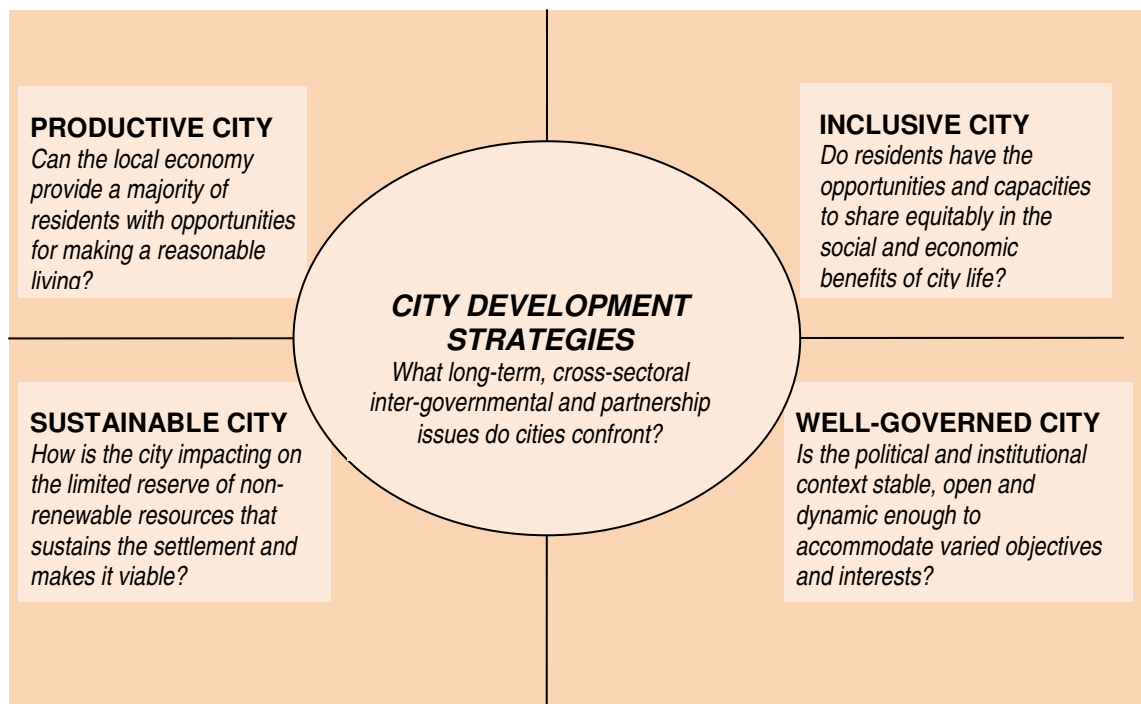 PRODUCTIVE CITY
Can the local economy
provide a majority of
residents with opportunities
for making a reasonable
living?
INCLUSIVE CITY
Do residents have the
opportunities and capacities
to share equitably in the
social and economic
benefits of city life?
CITY DEVELOPMENT
STRATEGIES
What long-term, cross-sectoral
inter-governmental and partnership
issues do cities confront?
SUSTAINABLE CITY
How is the city impacting on
the limited reserve of non-
renewable resources that
sustains the settlement and
makes it viable?
WELL-GOVERNED CITY
Is the political and institutional
context stable, open and
dynamic enough to
accommodate varied objectives
and interests?